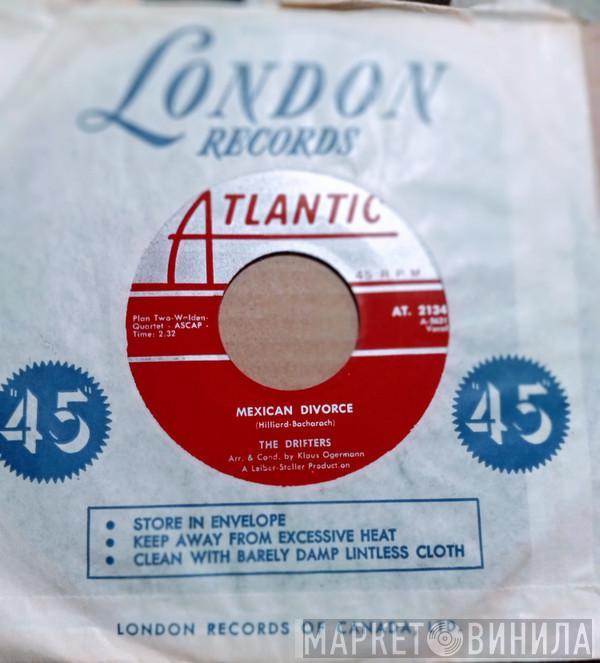 LONDON
RECORDS
ATLANTIC
45 R.P.M.
Plan Two-Walden-
Quartet - ASCAP -
Time: 2.32
AT. 2134
Vocal
MEXICAN DIVORCE
(Hilliard-Bacharach)
THE DRIFTERS
Arr. & Cond. by Klaus Ogermann
A Leiber-Stoller Production
"45"
"45"
• STORE IN ENVELOPE
• KEEP AWAY FROM EXCESSIVE HEAT
• CLEAN WITH BARELY DAMP LINTLESS CLOTH
LONDON RECORDS OF CANADA, LTD.
МАРКЕТ ВИНИЛА